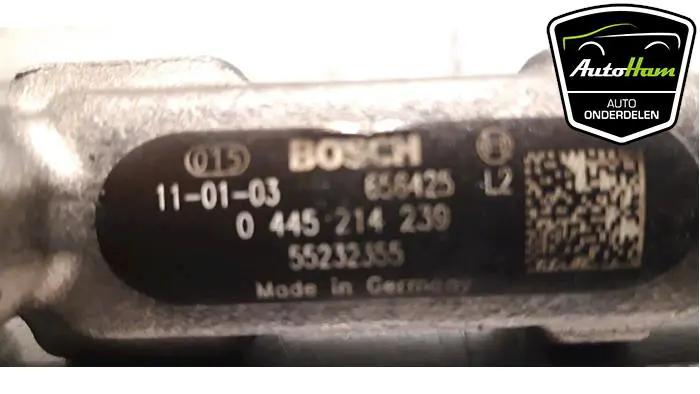 015 BOSCH
11-01-03 656425 L2
0 445 214 239
55232355
Made in Germany
AutoHam
AUTO
ONDERDELEN